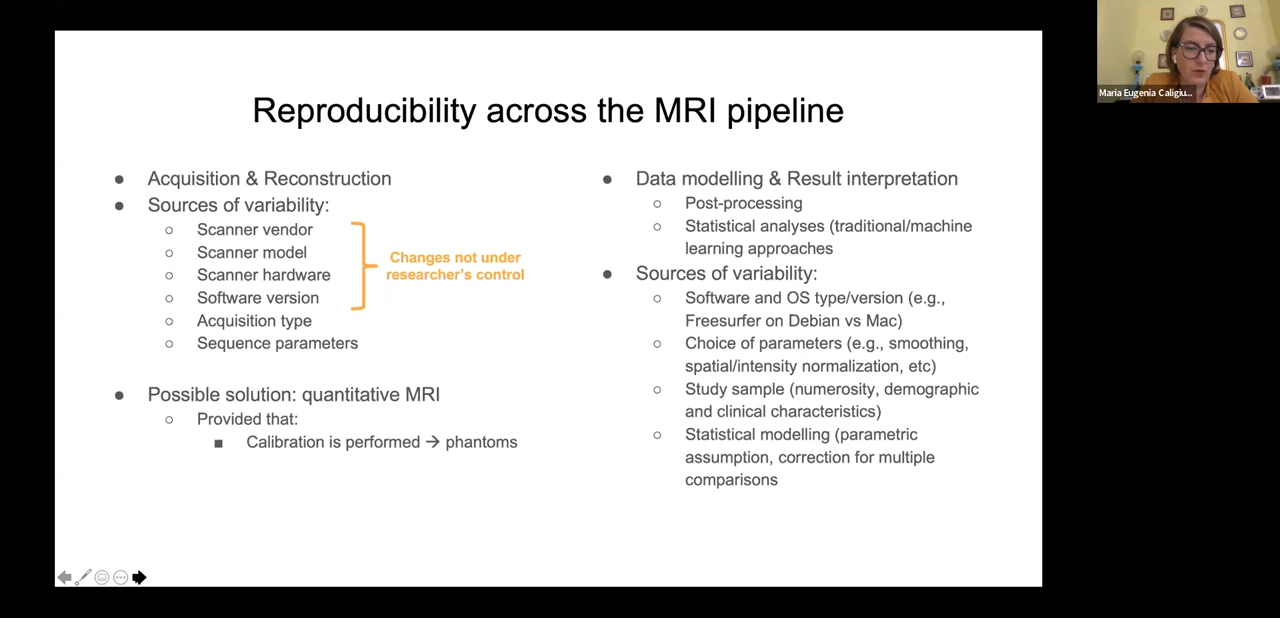 Reproducibility across the MRI pipeline
Acquisition & Reconstruction
Sources of variability:
Scanner vendor
Scanner model
Scanner hardware
Software version
Acquisition type
Sequence parameters
Changes not under
researcher's control
Possible solution: quantitative MRI
Provided that:
Calibration is performed → phantoms
Data modelling & Result interpretation
Post-processing
Statistical analyses (traditional/machine
learning approaches
Sources of variability:
Software and OS type/version (e.g.,
Freesurfer on Debian vs Mac)
Choice of parameters (e.g., smoothing,
spatial/intensity normalization, etc)
Study sample (numerosity, demographic
and clinical characteristics)
Statistical modelling (parametric
assumption, correction for multiple
comparisons
Maria Eugenia Caligiu...